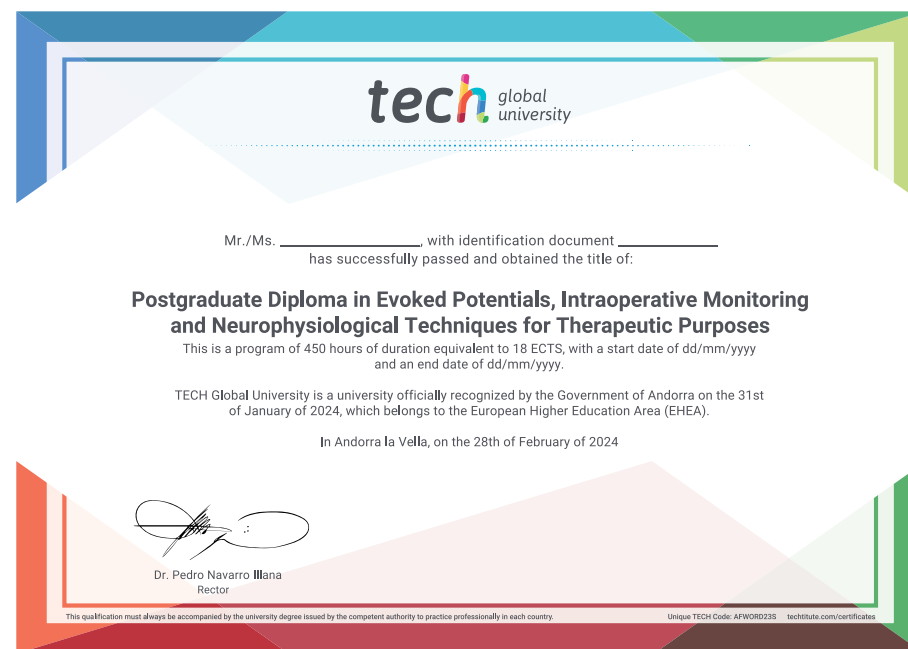 tech global
university
Mr./Ms. ____________, with identification document ____________
has successfully passed and obtained the title of:
Postgraduate Diploma in Evoked Potentials, Intraoperative Monitoring
and Neurophysiological Techniques for Therapeutic Purposes
This is a program of 450 hours of duration equivalent to 18 ECTS, with a start date of dd/mm/yyyy
and an end date of dd/mm/yyyy.
TECH Global University is a university officially recognized by the Government of Andorra on the 31st
of January of 2024, which belongs to the European Higher Education Area (EHEA).
In Andorra la Vella, on the 28th of February of 2024
Dr. Pedro Navarro Illana
Rector
This qualification must always be accompanied by the university degree issued by the competent authority to practice professionally in each country. Unique TECH Code: AFWORD23S techtitute.com/certificates